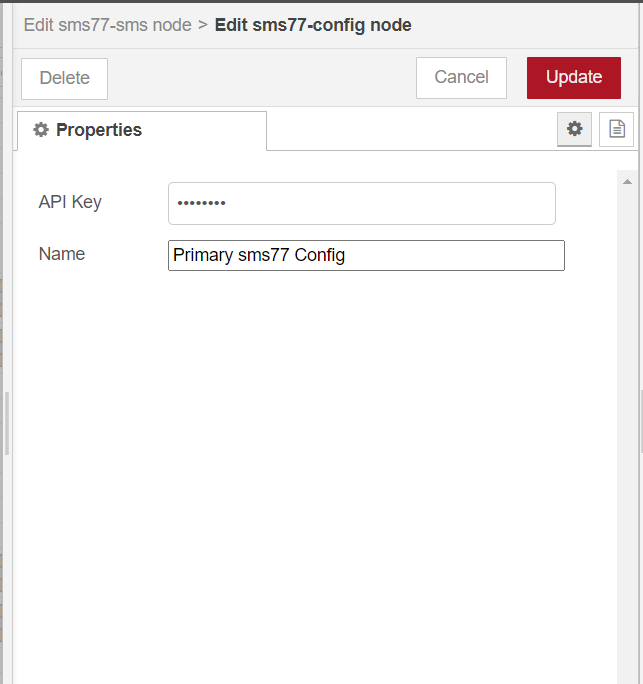 Edit sms77-sms node > Edit sms77-config node
Delete Cancel Update
Properties
API Key ••••••••
Name Primary sms77 Config